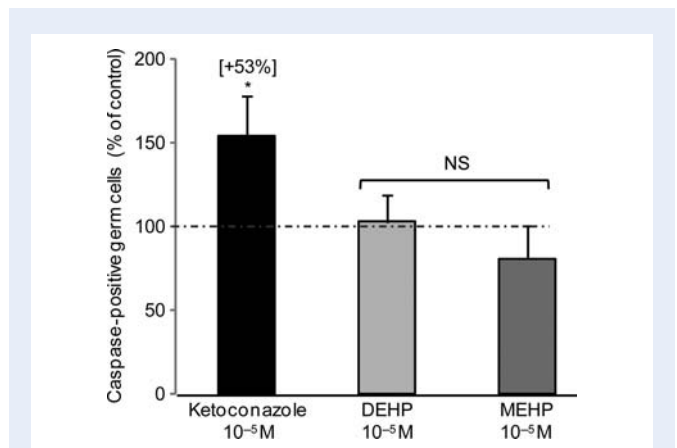 200
[+53%]
*
150
NS
100
50
0
Caspase-positive germ cells (% of control)
Ketoconazole DEHP MEHP
10⁻⁵M 10⁻⁵M 10⁻⁵M